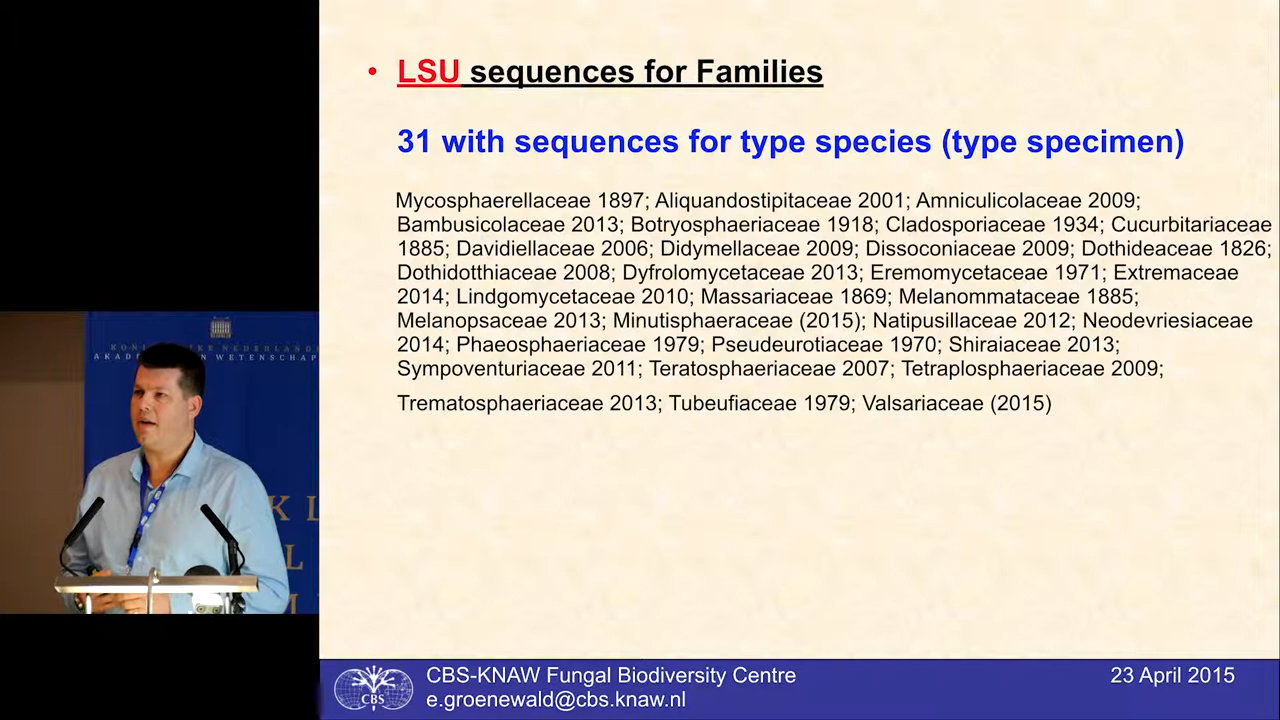 • LSU sequences for Families
31 with sequences for type species (type specimen)
Mycosphaerellaceae 1897; Aliquandostipitaceae 2001; Amniculicolaceae 2009;
Bambusicolaceae 2013; Botryosphaeriaceae 1918; Cladosporiaceae 1934; Cucurbitariaceae
1885; Davidiellaceae 2006; Didymellaceae 2009; Dissoconiaceae 2009; Dothideaceae 1826;
Dothidotthiaceae 2008; Dyfrolomycetaceae 2013; Eremomycetaceae 1971; Extremaceae
2014; Lindgomycetaceae 2010; Massariaceae 1869; Melanommataceae 1885;
Melanopsaceae 2013; Minutisphaeraceae (2015); Natipusillaceae 2012; Neodevriesiaceae
2014; Phaeosphaeriaceae 1979; Pseudeurotiaceae 1970; Shiraiaceae 2013;
Sympoventuriaceae 2011; Teratosphaeriaceae 2007; Tetraplosphaeriaceae 2009;
Trematosphaeriaceae 2013; Tubeufiaceae 1979; Valsariaceae (2015)
CBS
CBS-KNAW Fungal Biodiversity Centre
e.groenewald@cbs.knaw.nl
23 April 2015